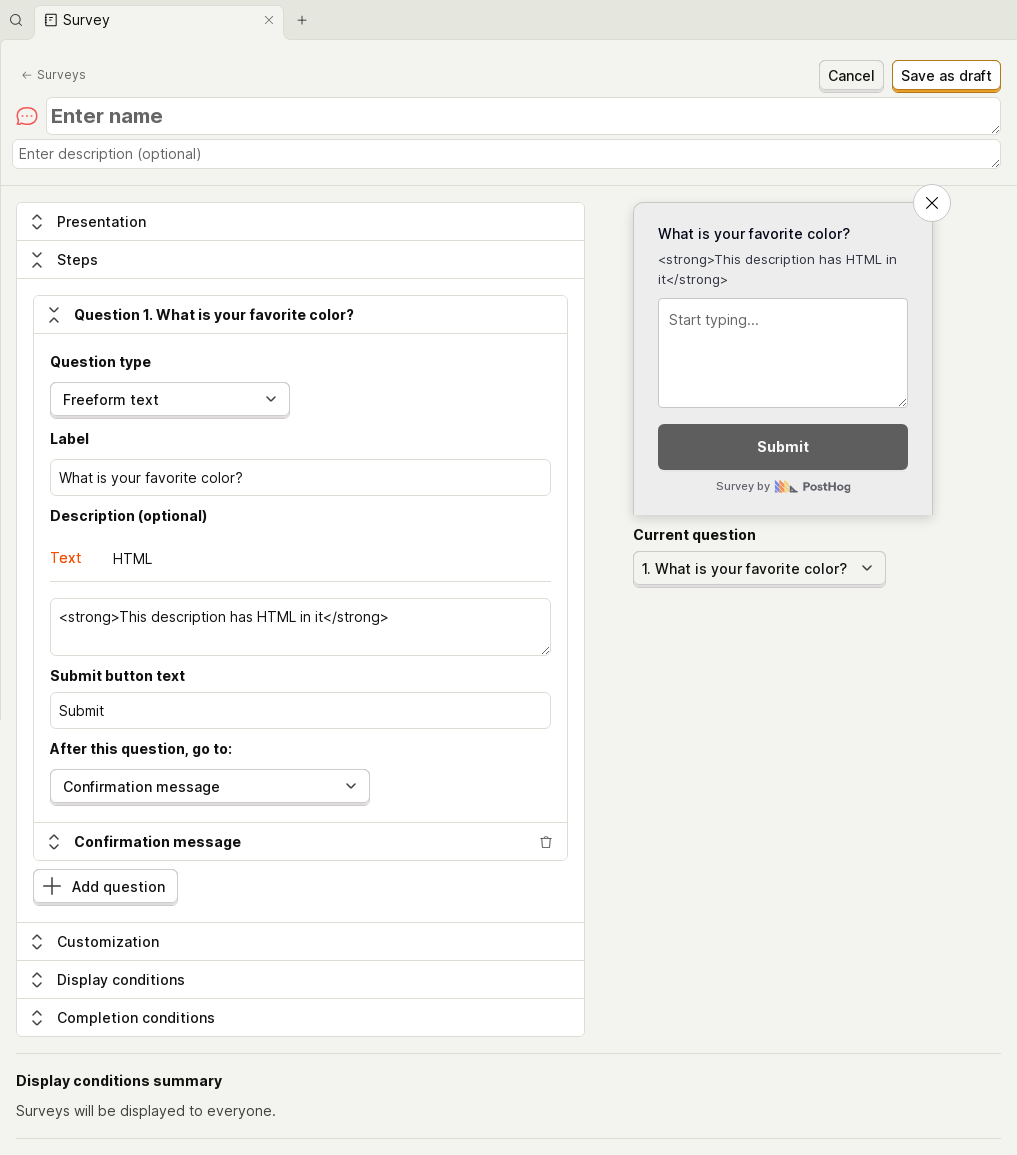 Survey
Surveys
Cancel
Save as draft
Enter name
Enter description (optional)
Presentation
Steps
Question 1. What is your favorite color?
Question type
Freeform text
Label
What is your favorite color?
Description (optional)
Text
HTML
<strong>This description has HTML in it</strong>
Submit button text
Submit
After this question, go to:
Confirmation message
Confirmation message
Add question
Customization
Display conditions
Completion conditions
What is your favorite color?
<strong>This description has HTML in
it</strong>
Start typing...
Submit
Survey by PostHog
Current question
1. What is your favorite color?
Display conditions summary
Surveys will be displayed to everyone.